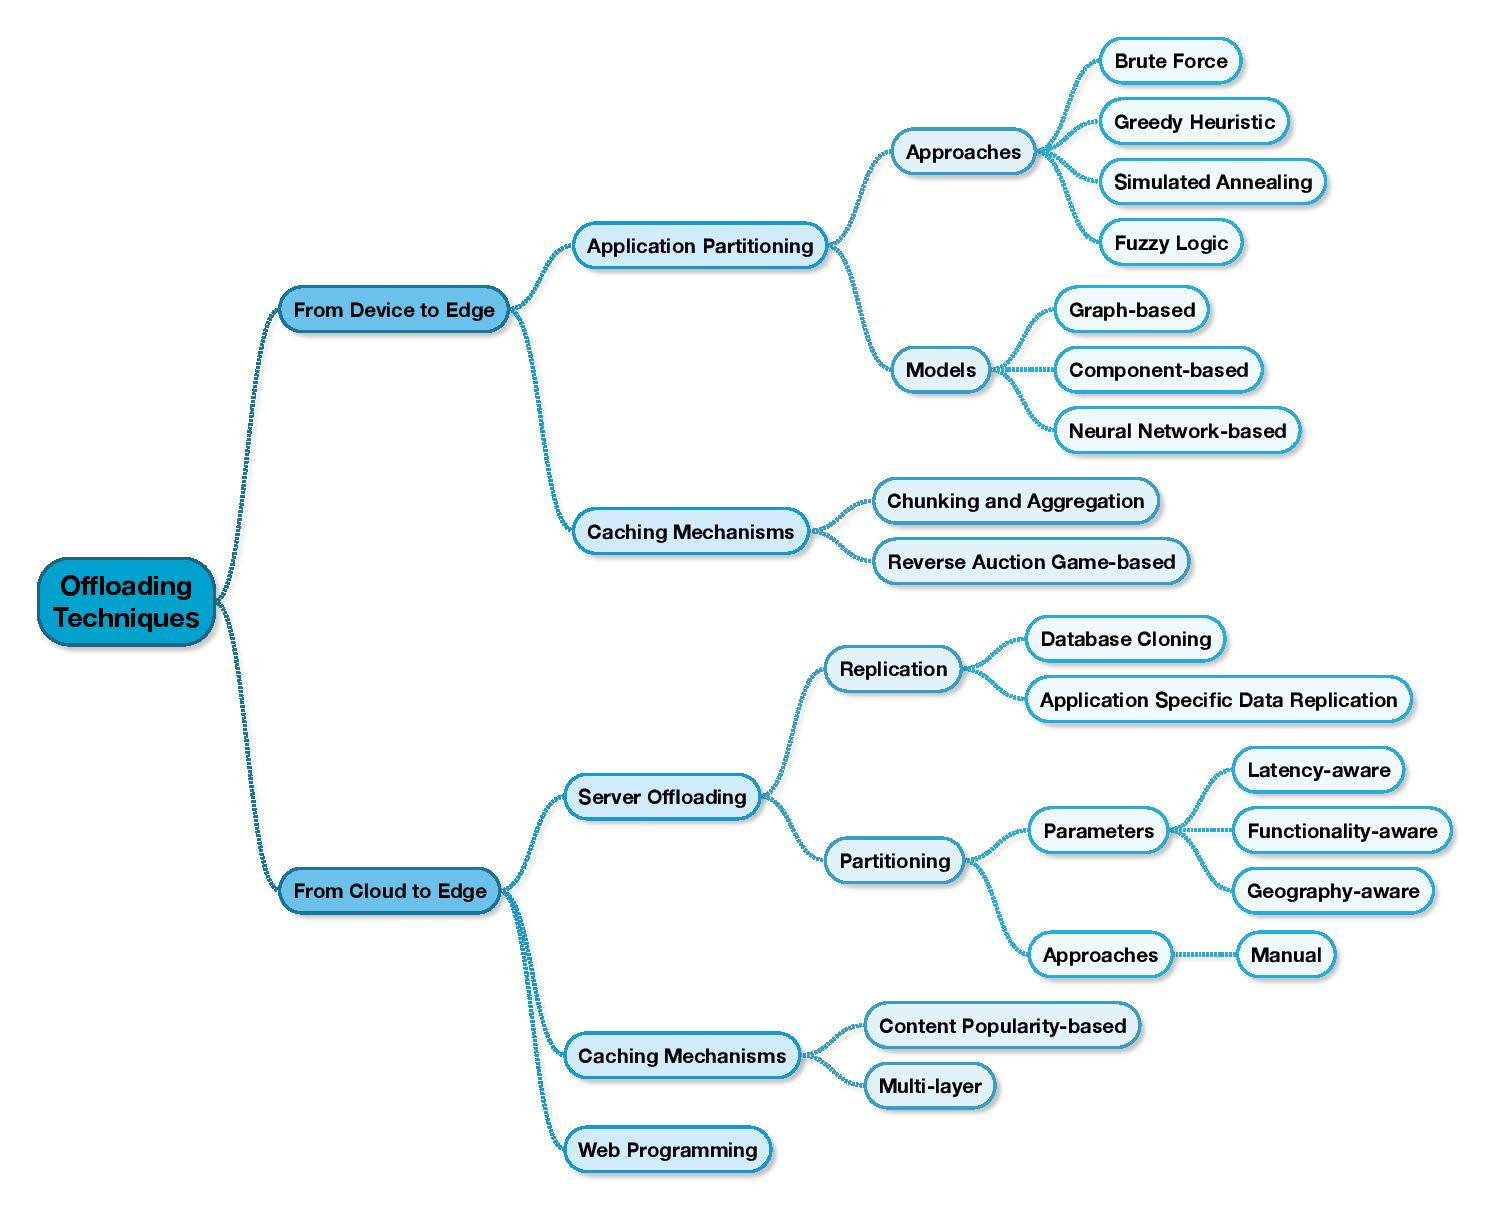 Offloading
Techniques
From Device to Edge
Application Partitioning
Approaches
Brute Force
Greedy Heuristic
Simulated Annealing
Fuzzy Logic
Models
Graph-based
Component-based
Neural Network-based
Caching Mechanisms
Chunking and Aggregation
Reverse Auction Game-based
From Cloud to Edge
Server Offloading
Replication
Database Cloning
Application Specific Data Replication
Partitioning
Parameters
Latency-aware
Functionality-aware
Geography-aware
Approaches
Manual
Caching Mechanisms
Content Popularity-based
Multi-layer
Web Programming